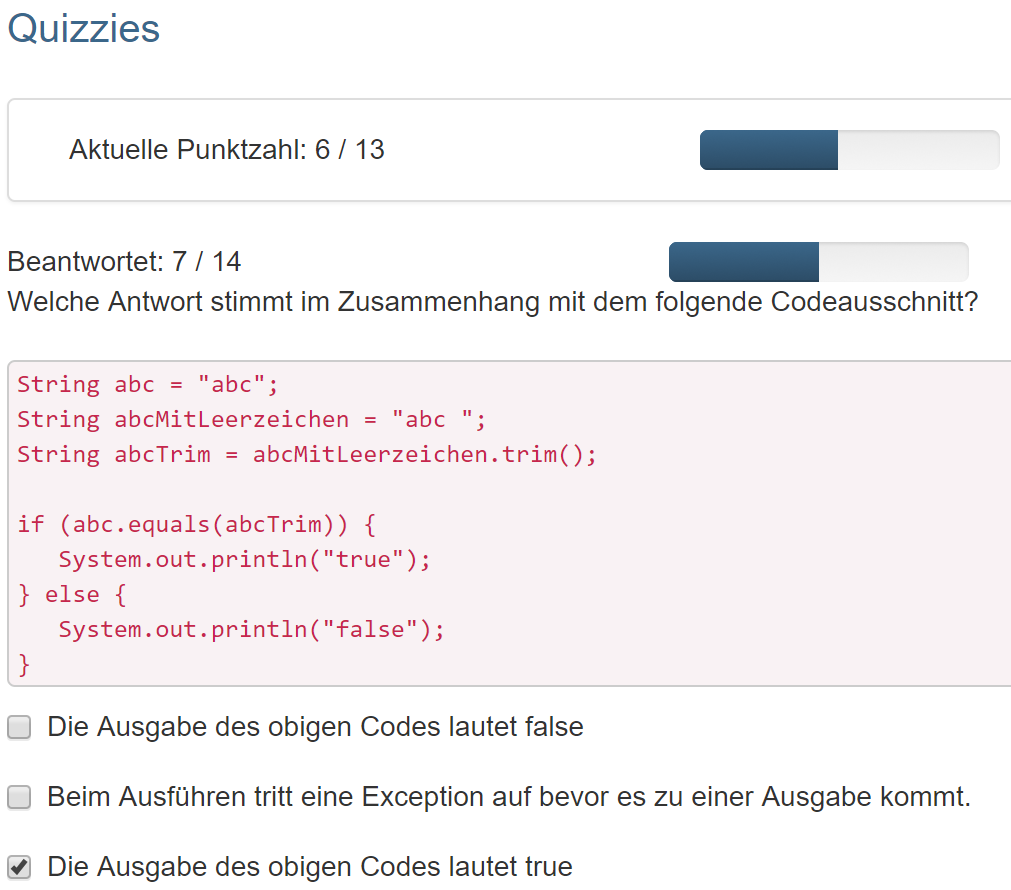 Quizzies
Aktuelle Punktzahl: 6 / 13
Beantwortet: 7 / 14
Welche Antwort stimmt im Zusammenhang mit dem folgende Codeausschnitt?
String abc = "abc";
String abcMitLeerzeichen = "abc ";
String abcTrim = abcMitLeerzeichen.trim();
if (abc.equals(abcTrim)) {
   System.out.println("true");
} else {
   System.out.println("false");
}
Die Ausgabe des obigen Codes lautet false
Beim Ausführen tritt eine Exception auf bevor es zu einer Ausgabe kommt.
Die Ausgabe des obigen Codes lautet true